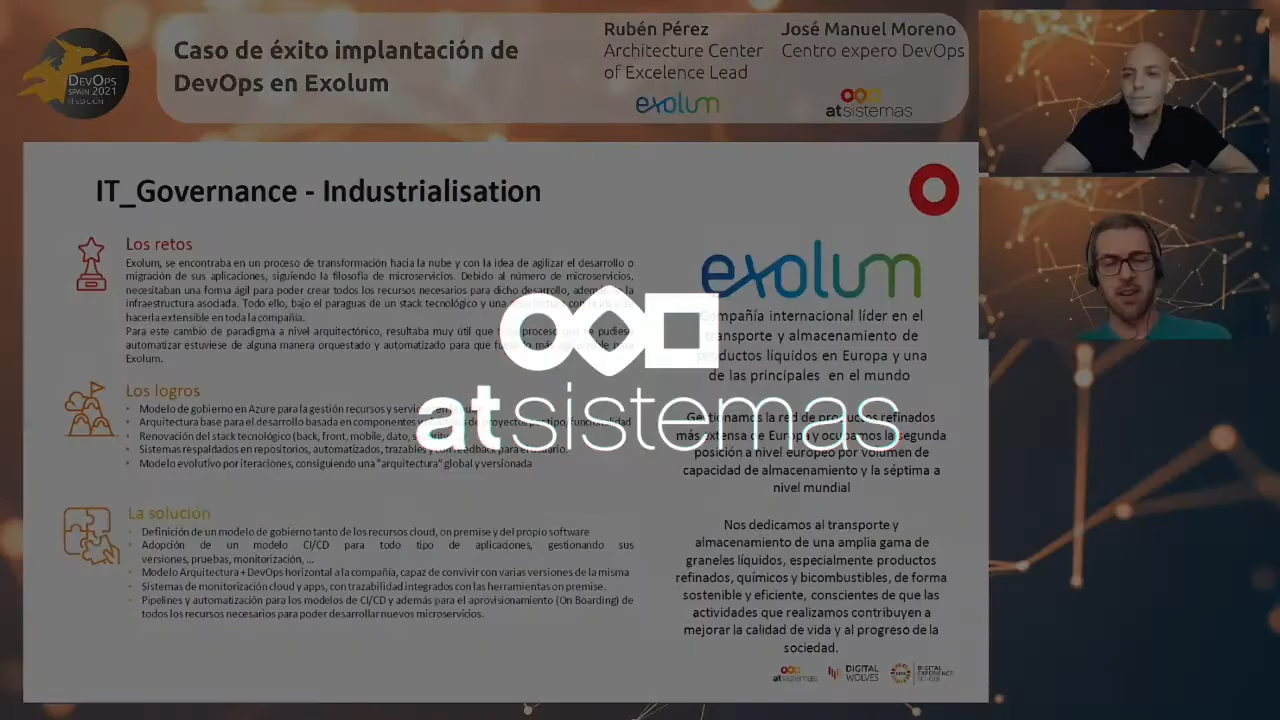 DEVOPS
SPAIN 2021
Caso de éxito implantación de
DevOps en Exolum
Rubén Pérez
Architecture Center
of Excelence Lead
exolum
José Manuel Moreno
Centro expero DevOps
atsistemas
IT_Governance - Industrialisation
Los retos
Exolum, se encontraba en un proceso de transformación hacia la nube y con la idea de agilizar el desarrollo o
migración de sus aplicaciones, siguiendo la filosofía de microservicios. Debido al número de microservicios,
necesitaban una forma ágil para poder crear todos los recursos necesarios para dicho desarrollo, además de la
infraestructura asociada. Todo ello, bajo el paraguas de un stack tecnológico y una
hacerla extensible en toda la compañía.
Para este cambio de paradigma a nivel arquitectónico, resultaba muy útil que
automatizar estuviese de alguna manera orquestado y automatizado para que
Exolum.
Los logros
Modelo de gobierno en Azure para la gestión recursos y
Arquitectura base para el desarrollo basada en componentes de proyectos por tipo/funcionalidad
Renovación del stack tecnológico (back, front, mobile, dato,
Sistemas respaldados en repositorios, automatizados, trazables y con feedback para el usuario.
Modelo evolutivo por iteraciones, consiguiendo una "arquitectura" global y versionada
La solución
Definición de un modelo de gobierno tanto de los recursos cloud, on premise y del propio software
Adopción de un modelo CI/CD para todo tipo de aplicaciones, gestionando sus
versiones, pruebas, monitorización, ...
Modelo Arquitectura + DevOps horizontal a la compañía, capaz de convivir con varias versiones de la misma
Sistemas de monitorización cloud y apps, con trazabilidad integrados con las herramientas on premise.
Pipelines y automatización para los modelos de CI/CD y además para el aprovisionamiento (On Boarding) de
todos los recursos necesarios para poder desarrollar nuevos microservicios.
exolum
Compañía internacional líder en el
transporte y almacenamiento de
productos líquidos en Europa y una
de las principales en el mundo
Gestionamos la red de productos refinados
más extensa de Europa y ocupamos la segunda
posición a nivel europeo por volumen de
capacidad de almacenamiento y la séptima a
nivel mundial
Nos dedicamos al transporte y
almacenamiento de una amplia gama de
graneles líquidos, especialmente productos
refinados, químicos y bicombustibles, de forma
sostenible y eficiente, conscientes de que las
actividades que realizamos contribuyen a
mejorar la calidad de vida y al progreso de la
sociedad.
atsistemas
DIGITAL
WOLVES
DIGITAL
EXPERIENCE
SCHOOL
atsistemas